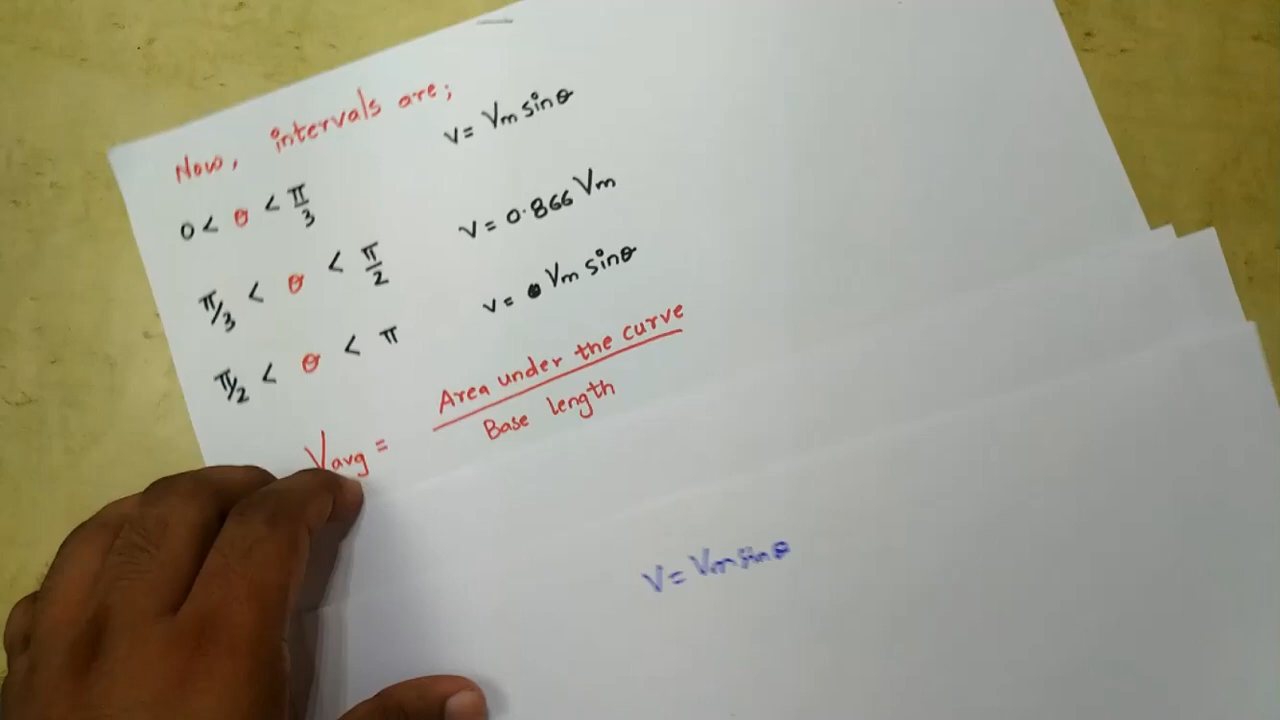 Now, intervals are;
0 < θ < π/3 V = Vm sinθ
π/3 < θ < π/2 V = 0.866 Vm
π/2 < θ < π V = Vm sinθ
Vavg = Area under the curve
Base length
V = Vm sinθ